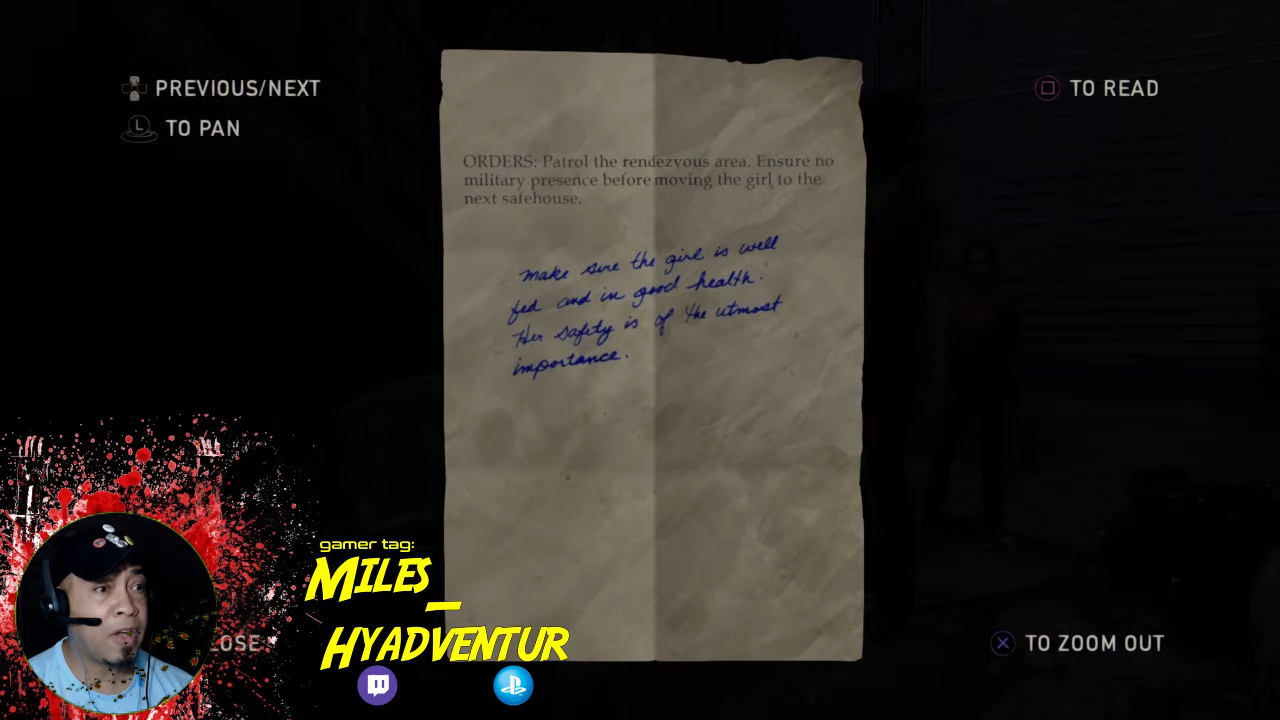 PREVIOUS/NEXT
L TO PAN
TO READ
ORDERS: Patrol the rendezvous area. Ensure no
military presence before moving the girl to the
next safehouse.
make sure the girl is well
fed and in good health.
Her safety is of the utmost
importance.
gamer tag:
MILES
_
HYADVENTUR
LOSE
TO ZOOM OUT